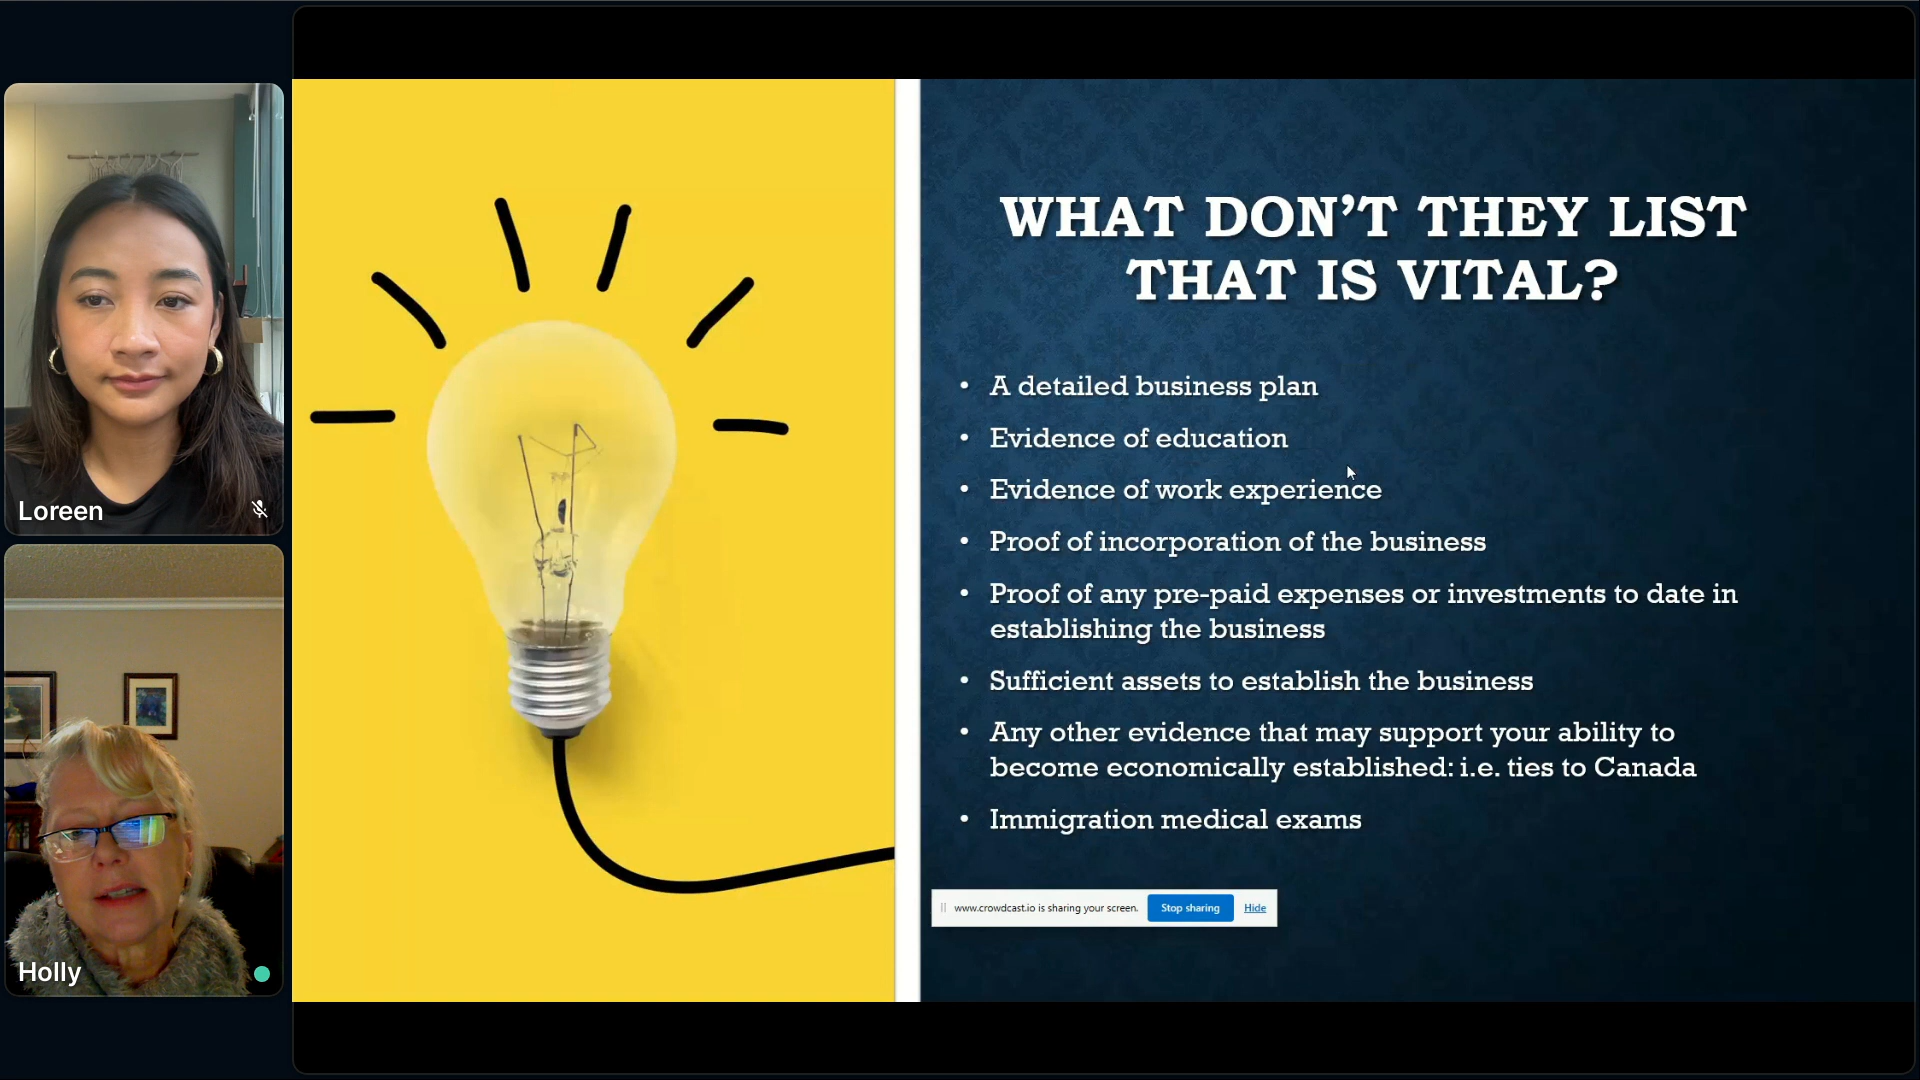 Loreen
Holly
WHAT DON’T THEY LIST
THAT IS VITAL?
• A detailed business plan
• Evidence of education
• Evidence of work experience
• Proof of incorporation of the business
• Proof of any pre-paid expenses or investments to date in
establishing the business
• Sufficient assets to establish the business
• Any other evidence that may support your ability to
become economically established: i.e. ties to Canada
• Immigration medical exams
www.crowdcast.io is sharing your screen. Stop sharing Hide